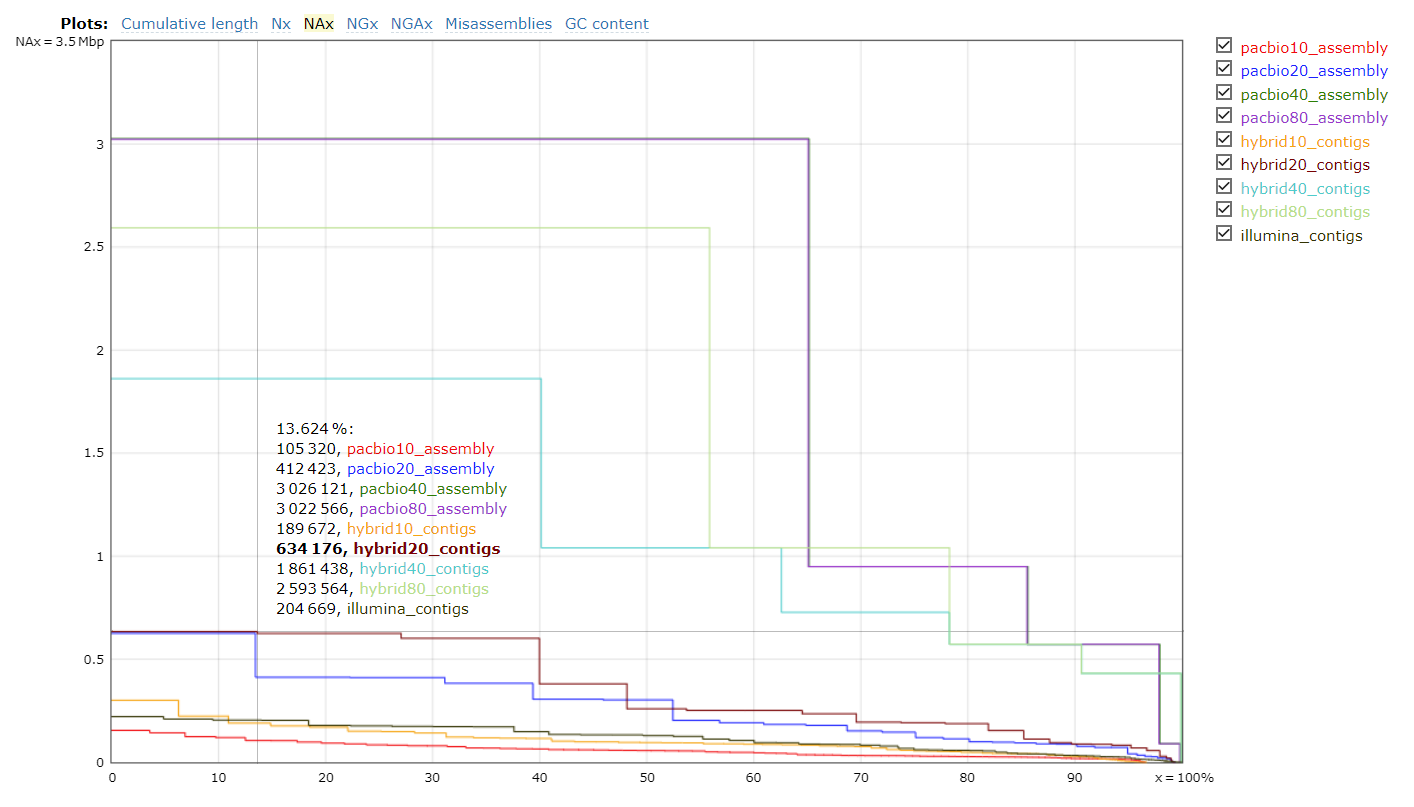 Plots: Cumulative length Nx NAx NGx NGAx Misassemblies GC content
NAx = 3.5 Mbp
3
2.5
2
1.5
1
0.5
0
0 10 20 30 40 50 60 70 80 90 x = 100%
13.624 %:
105 320, pacbio10_assembly
412 423, pacbio20_assembly
3 026 121, pacbio40_assembly
3 022 566, pacbio80_assembly
189 672, hybrid10_contigs
634 176, hybrid20_contigs
1 861 438, hybrid40_contigs
2 593 564, hybrid80_contigs
204 669, illumina_contigs
pacbio10_assembly
pacbio20_assembly
pacbio40_assembly
pacbio80_assembly
hybrid10_contigs
hybrid20_contigs
hybrid40_contigs
hybrid80_contigs
illumina_contigs